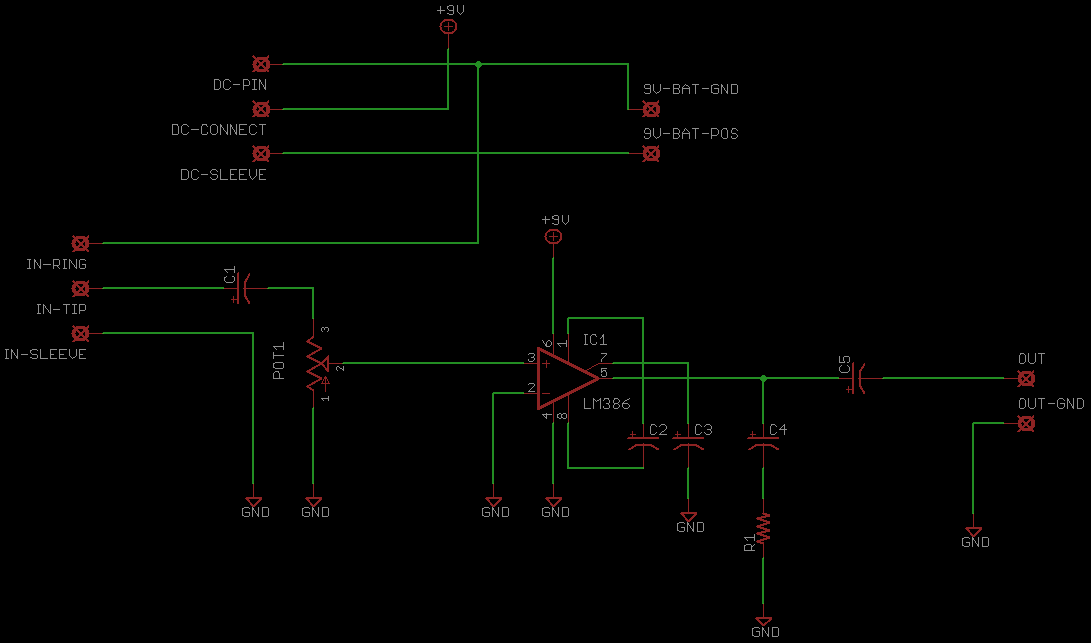 +9V
DC-PIN
9V-BAT-GND
DC-CONNECT
9V-BAT-POS
DC-SLEEVE
+9V
IN-RING
C1
+
IN-TIP
IN-SLEEVE
POT1
3
2
1
6
1
IC1
3
+
7
5
2
-
4
8
LM386
C5
+
OUT
OUT-GND
+
C2
+
C3
+
C4
GND
GND
GND
GND
GND
R1
GND
GND